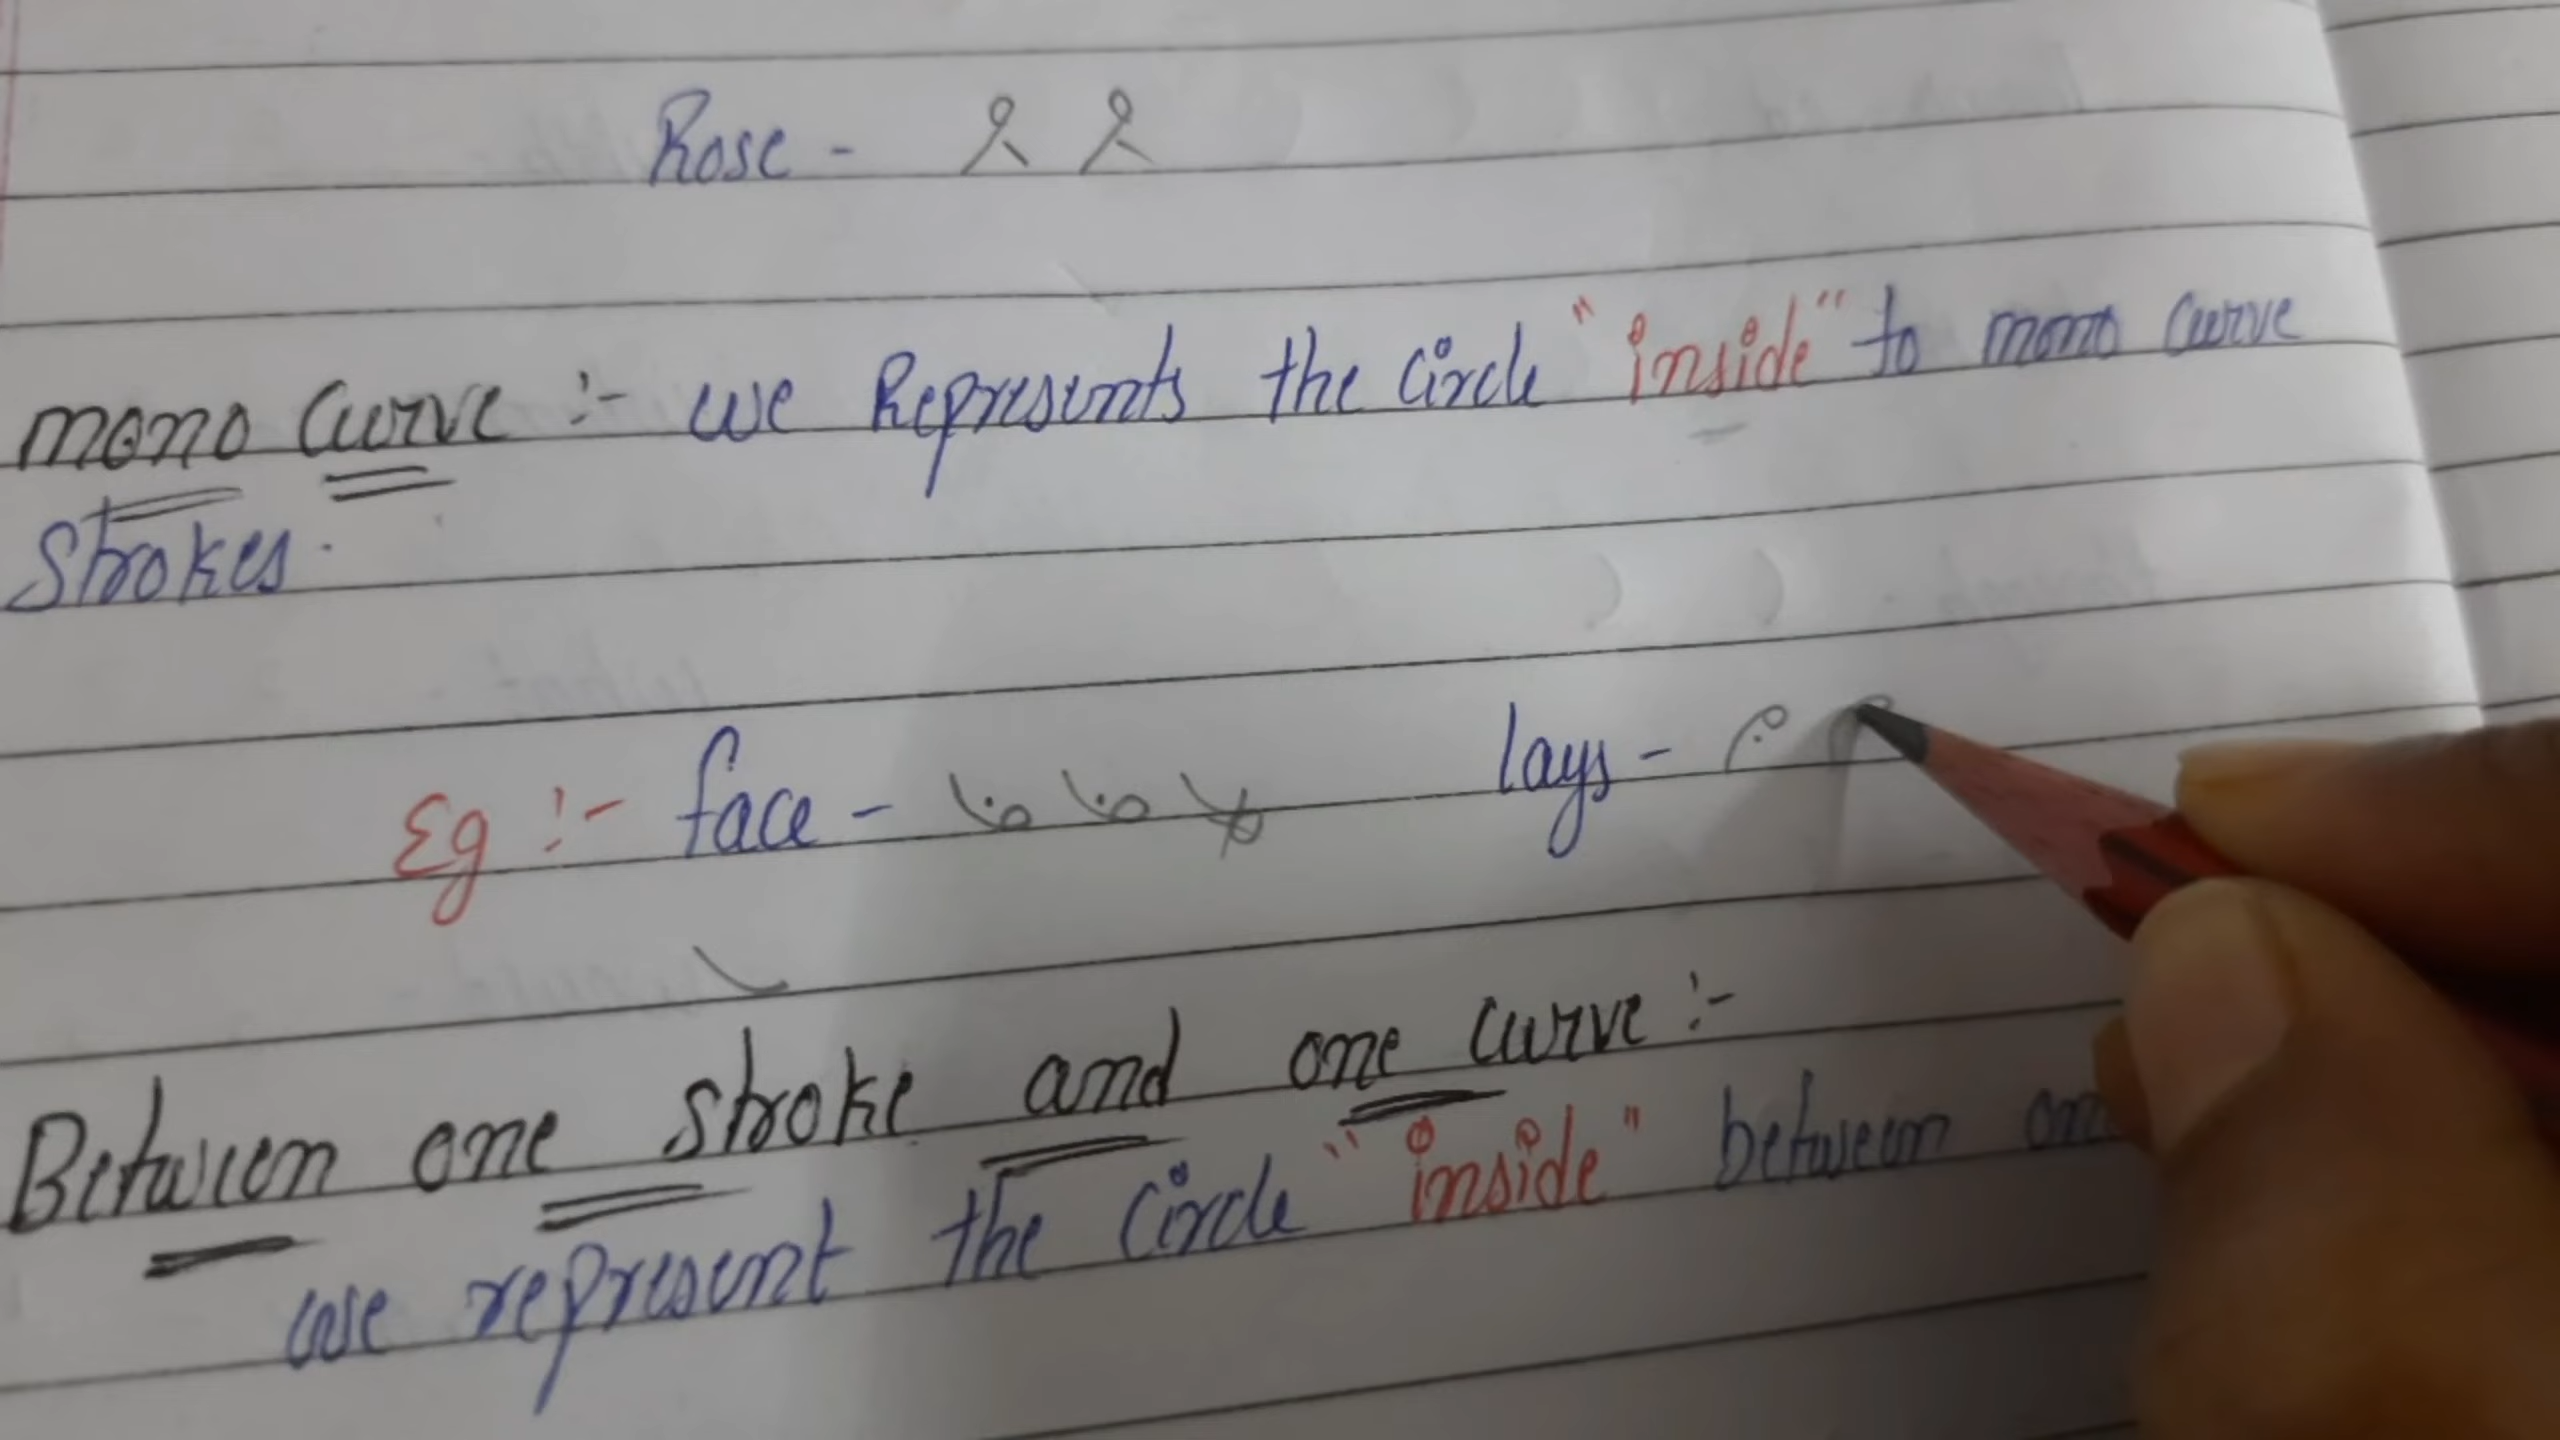 Rose -
mono Curve :- we Represents the Circle "inside" to mono Curve
Strokes.
Eg :- face - lays -
Between one stroke and one curve :-
we represent the Circle "inside" between